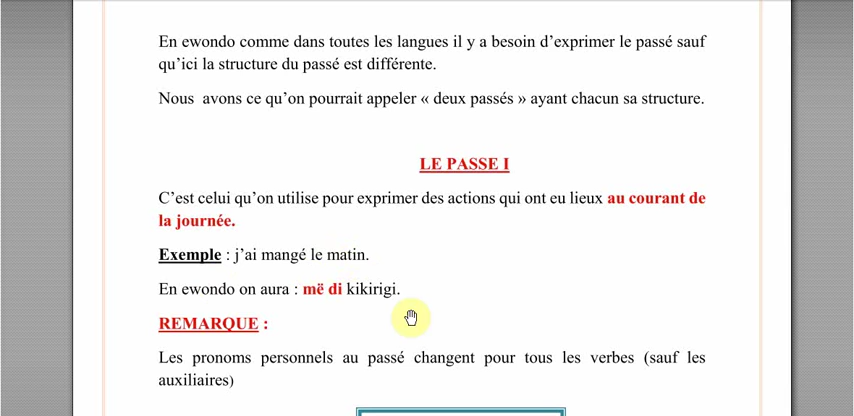 En ewondo comme dans toutes les langues il y a besoin d’exprimer le passé sauf
qu’ici la structure du passé est différente.
Nous avons ce qu’on pourrait appeler « deux passés » ayant chacun sa structure.
LE PASSE I
C’est celui qu’on utilise pour exprimer des actions qui ont eu lieux au courant de
la journée.
Exemple : j’ai mangé le matin.
En ewondo on aura : më di kikirigi.
REMARQUE :
Les pronoms personnels au passé changent pour tous les verbes (sauf les
auxiliaires)